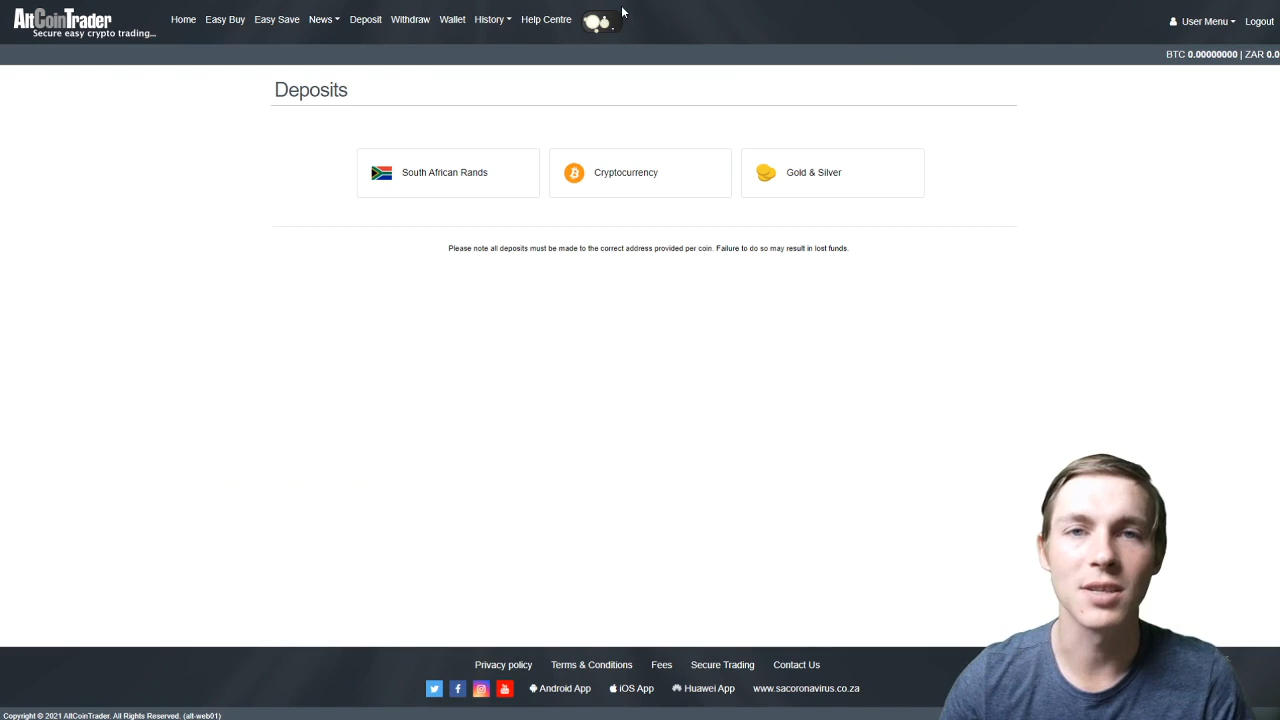 AltCoinTrader
Secure easy crypto trading...
Home Easy Buy Easy Save News Deposit Withdraw Wallet History Help Centre
User Menu Logout
BTC 0.00000000 | ZAR 0.0
Deposits
South African Rands
Cryptocurrency
Gold & Silver
Please note all deposits must be made to the correct address provided per coin. Failure to do so may result in lost funds.
Privacy policy Terms & Conditions Fees Secure Trading Contact Us
Android App iOS App Huawei App www.sacoronavirus.co.za
Copyright © 2021 AltCoinTrader. All Rights Reserved. (alt-web01)